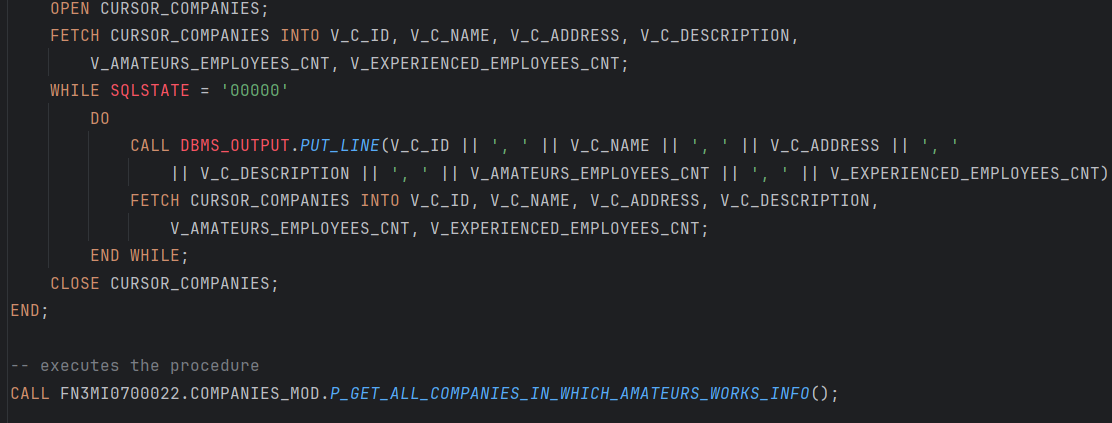 OPEN CURSOR_COMPANIES;
FETCH CURSOR_COMPANIES INTO V_C_ID, V_C_NAME, V_C_ADDRESS, V_C_DESCRIPTION,
V_AMATEURS_EMPLOYEES_CNT, V_EXPERIENCED_EMPLOYEES_CNT;
WHILE SQLSTATE = '00000'
DO
CALL DBMS_OUTPUT.PUT_LINE(V_C_ID || ', ' || V_C_NAME || ', ' || V_C_ADDRESS || ', '
|| V_C_DESCRIPTION || ', ' || V_AMATEURS_EMPLOYEES_CNT || ', ' || V_EXPERIENCED_EMPLOYEES_CNT)
FETCH CURSOR_COMPANIES INTO V_C_ID, V_C_NAME, V_C_ADDRESS, V_C_DESCRIPTION,
V_AMATEURS_EMPLOYEES_CNT, V_EXPERIENCED_EMPLOYEES_CNT;
END WHILE;
CLOSE CURSOR_COMPANIES;
END;
-- executes the procedure
CALL FN3MI0700022.COMPANIES_MOD.P_GET_ALL_COMPANIES_IN_WHICH_AMATEURS_WORKS_INFO();